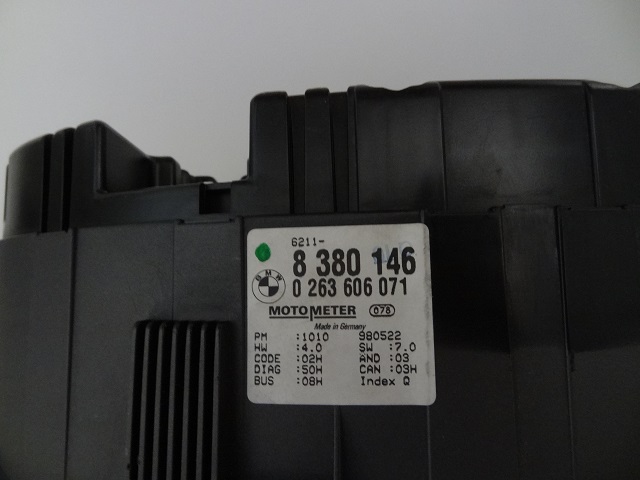 6211-
8 380 146
BMW
0 263 606 071
MOTOMETER 078
Made in Germany
PM :1010 980522
HW :4.0 SW :7.0
CODE :02H AND :03
DIAG :50H CAN :03H
BUS :08H Index Q